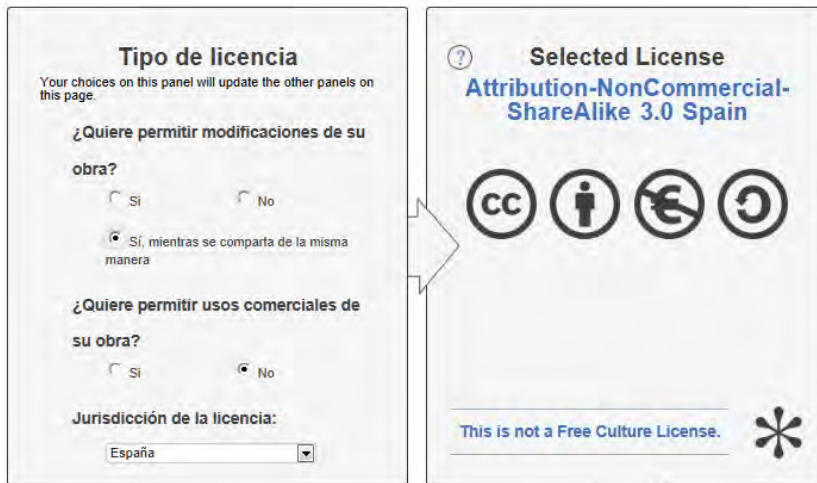 Tipo de licencia
Your choices on this panel will update the other panels on
this page.
¿Quiere permitir modificaciones de su
obra?
Si No
Sí, mientras se comparta de la misma
manera
¿Quiere permitir usos comerciales de
su obra?
Si No
Jurisdicción de la licencia:
España
? Selected License
Attribution-NonCommercial-
ShareAlike 3.0 Spain
cc €
This is not a Free Culture License.